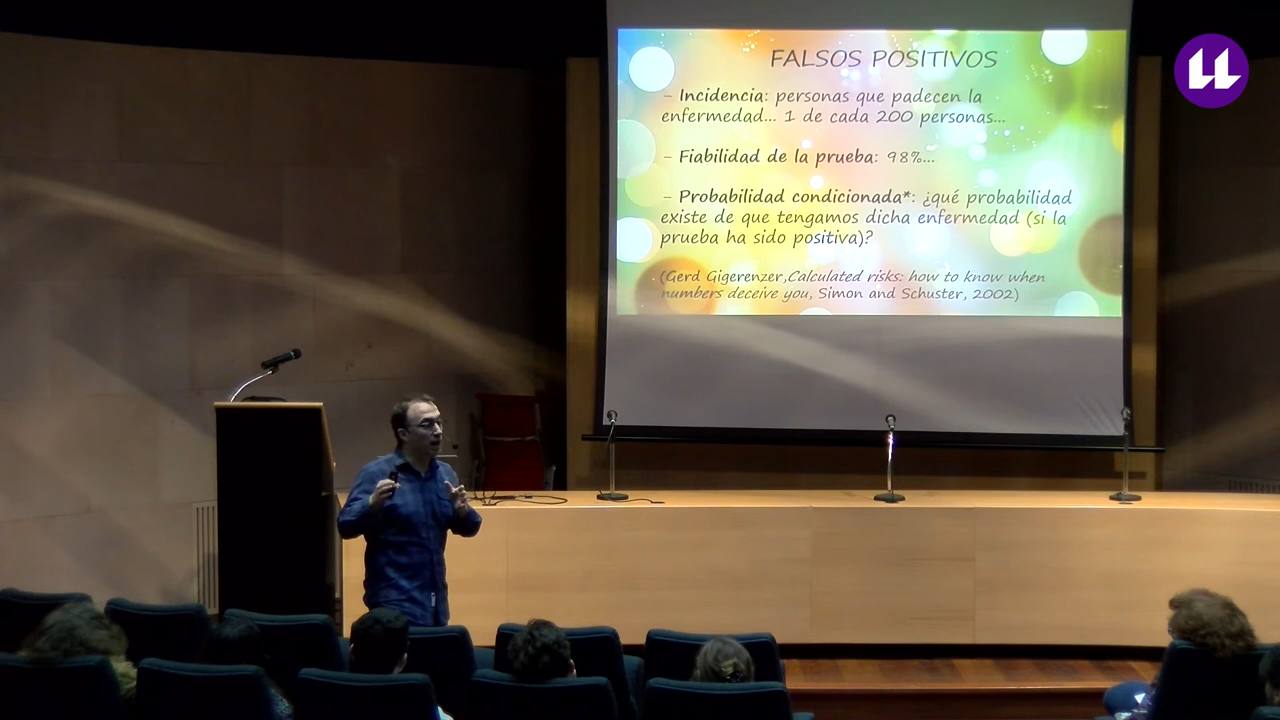 FALSOS POSITIVOS
– Incidencia: personas que padecen la
enfermedad... 1 de cada 200 personas...
– Fiabilidad de la prueba: 98%...
– Probabilidad condicionada*: ¿qué probabilidad
existe de que tengamos dicha enfermedad (si la
prueba ha sido positiva)?
(Gerd Gigerenzer,Calculated risks: how to know when
numbers deceive you, Simon and Schuster, 2002)